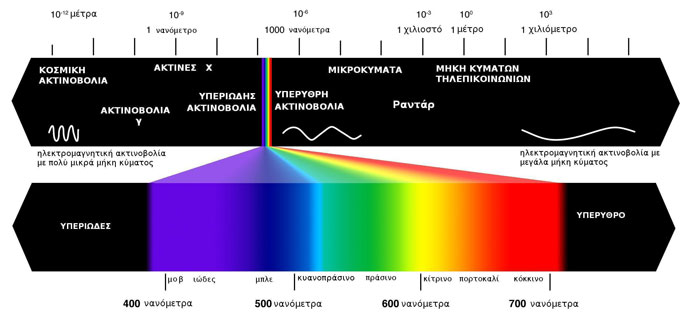 10⁻¹² μέτρα 10⁻⁹ 10⁻⁶ 10⁻³ 10⁰ 10³
1 νανόμετρο 1000 νανόμετρα 1 χιλιοστό 1 μέτρο 1 χιλιόμετρο
ΚΟΣΜΙΚΗ
ΑΚΤΙΝΟΒΟΛΙΑ
ΑΚΤΙΝΕΣ Χ
ΑΚΤΙΝΟΒΟΛΙΑ
γ
ΥΠΕΡΙΩΔΗΣ
ΑΚΤΙΝΟΒΟΛΙΑ
ΥΠΕΡΥΘΡΗ
ΑΚΤΙΝΟΒΟΛΙΑ
ΜΙΚΡΟΚΥΜΑΤΑ
Ραντάρ
ΜΗΚΗ ΚΥΜΑΤΩΝ
ΤΗΛΕΠΙΚΟΙΝΩΝΙΩΝ
ηλεκτρομαγνητική ακτινοβολία
με πολύ μικρά μήκη κύματος
ηλεκτρομαγνητική ακτινοβολία με
μεγάλα μήκη κύματος
ΥΠΕΡΙΩΔΕΣ
ΥΠΕΡΥΘΡΟ
μοβ ιώδες μπλε κυανοπράσινο πράσινο κίτρινο πορτοκαλί κόκκινο
400 νανόμετρα 500 νανόμετρα 600 νανόμετρα 700 νανόμετρα